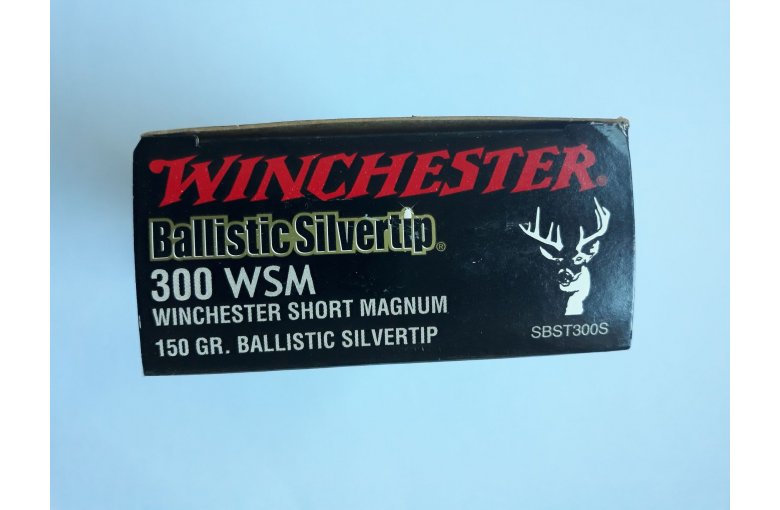 WINCHESTER®
Ballistic Silvertip®
300 WSM
WINCHESTER SHORT MAGNUM
150 GR. BALLISTIC SILVERTIP
SBST300S